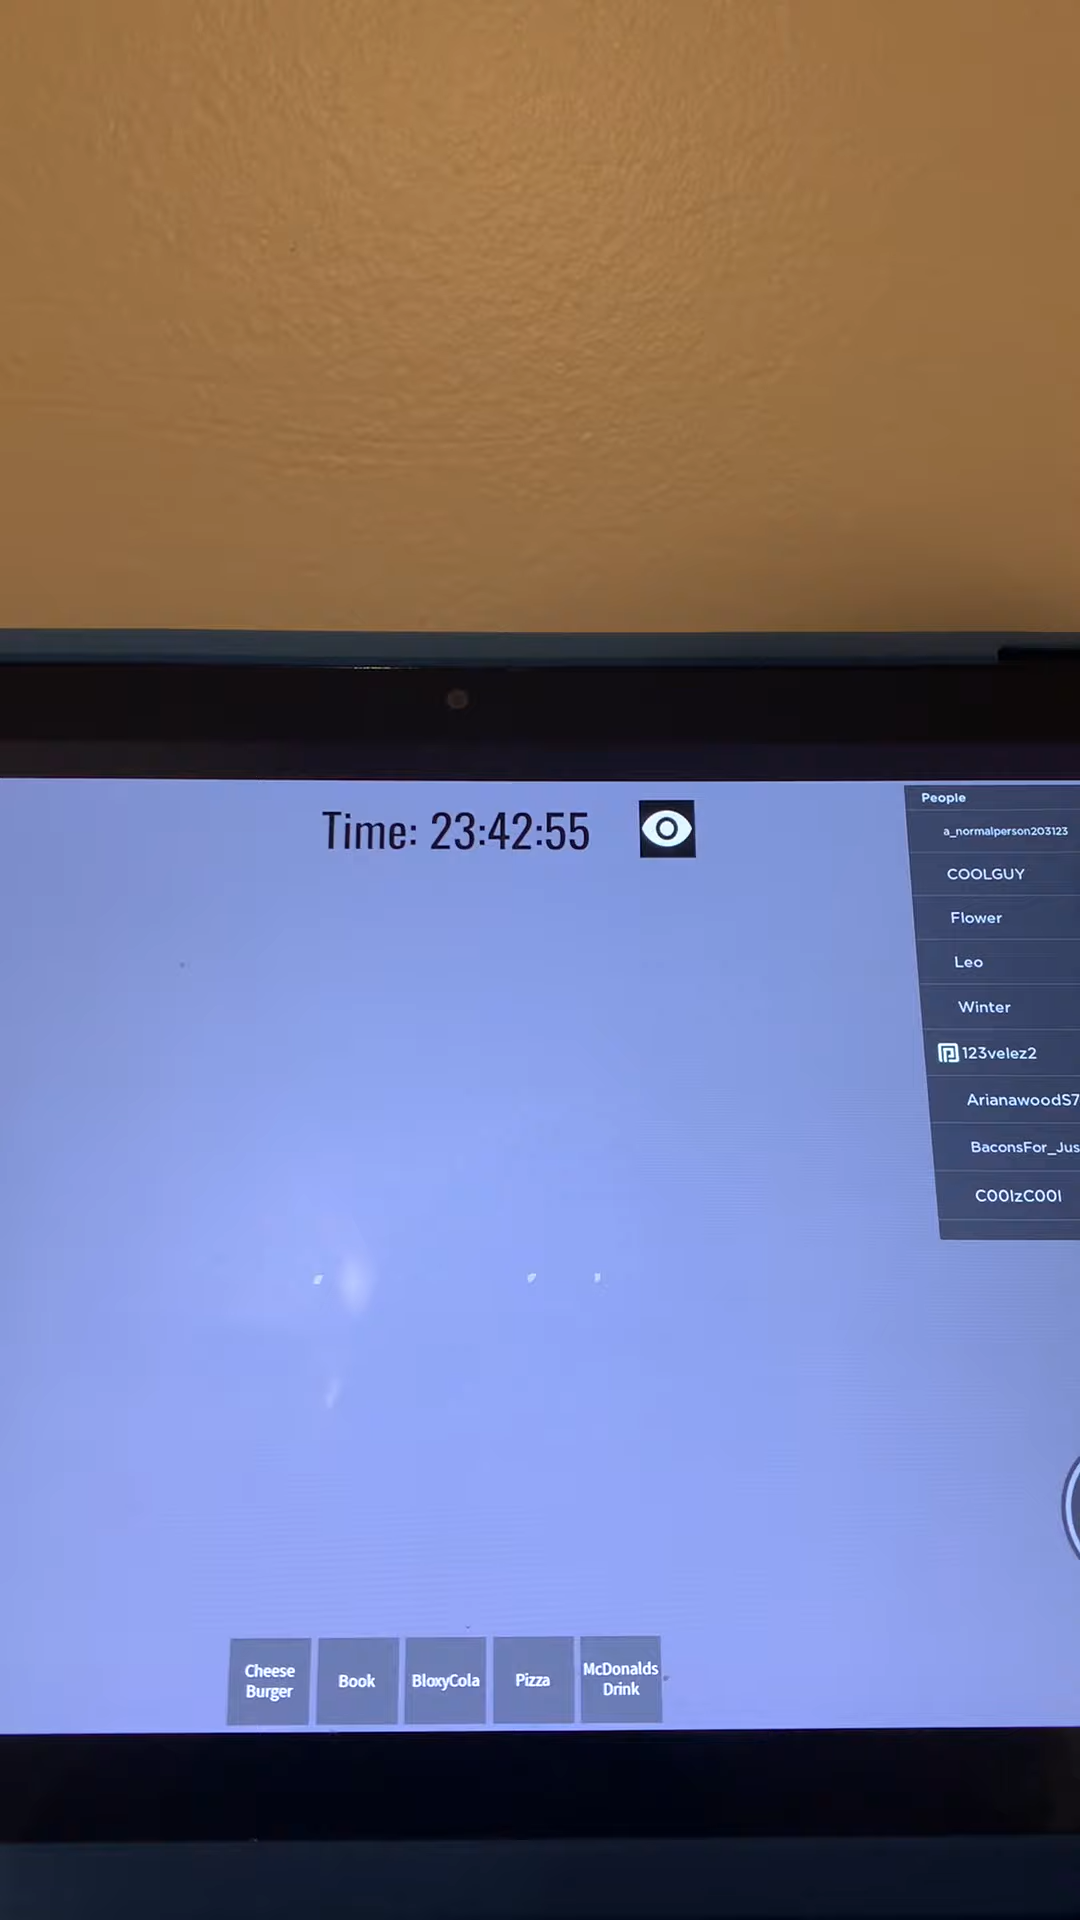 Time: 23:42:55
People
a_normalperson203123
COOLGUY
Flower
Leo
Winter
123velez2
ArianawoodS7
BaconsFor_Jus
C00lzC00l
Cheese
Burger
Book
BloxyCola
Pizza
McDonalds
Drink